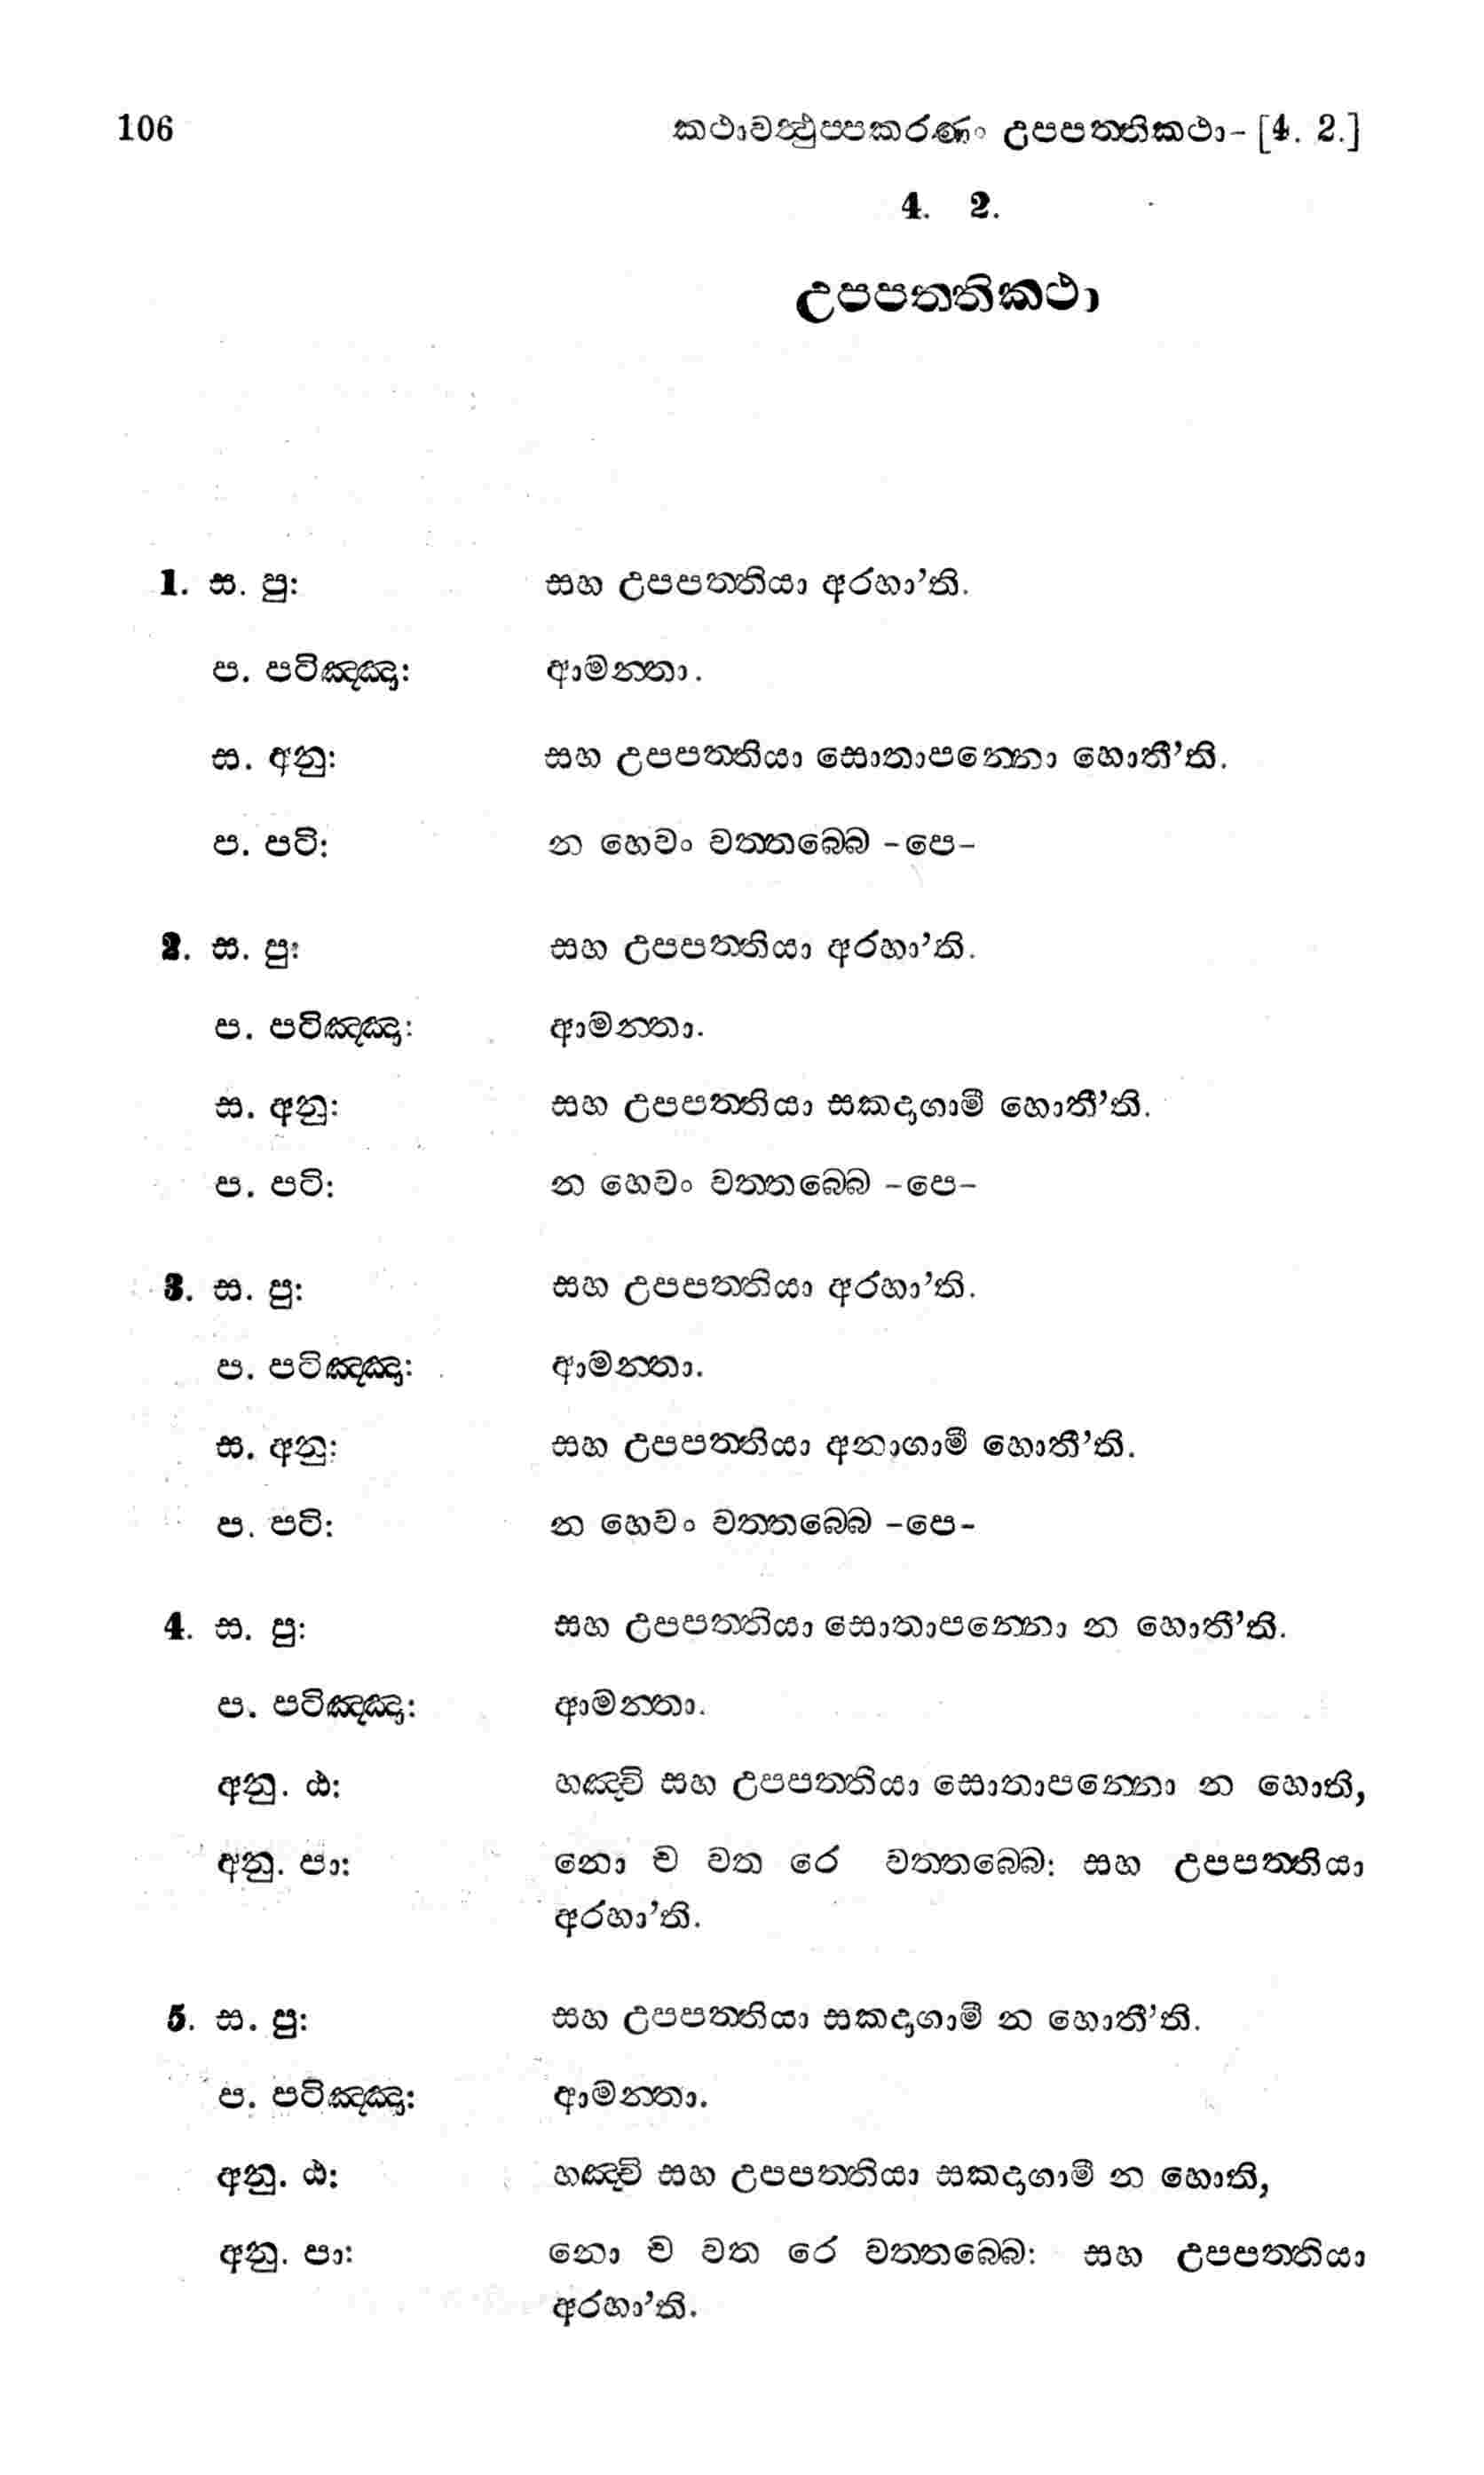 106 කථාවත්‍ථුප‍්පකරණං උපපත‍්තිකථා- [4. 2.]
4. 2.
උපපත‍්තිකථා
1. ස. පු: සහ උපපත‍්තියා අරහා’ති.
ප. පටිඤ‍්ඤා: ආමන‍්තා.
ස. අනු: සහ උපපත‍්තියා සොතාපන‍්නො හොතී’ති.
ප. පටි: න හෙවං වත‍්තබ‍්බෙ -පෙ-
2. ස. පු: සහ උපපත‍්තියා අරහා’ති.
ප. පටිඤ‍්ඤා: ආමන‍්තා.
ස. අනු: සහ උපපත‍්තියා සකදාගාමී හොතී’ති.
ප. පටි: න හෙවං වත‍්තබ‍්බෙ -පෙ-
3. ස. පු: සහ උපපත‍්තියා අරහා’ති.
ප. පටිඤ‍්ඤා: ආමන‍්තා.
ස. අනු: සහ උපපත‍්තියා අනාගාමී හොතී’ති.
ප. පටි: න හෙවං වත‍්තබ‍්බෙ -පෙ-
4. ස. පු: සහ උපපත‍්තියා සොතාපන‍්නො න හොතී’ති.
ප. පටිඤ‍්ඤා: ආමන‍්තා.
අනු. ඨ: හඤ‍්චි සහ උපපත‍්තියා සොතාපන‍්නො න හොති,
අනු. පා: නො ච වත රෙ වත‍්තබ‍්බෙ: සහ උපපත‍්තියා
අරහා’ති.
5. ස. පු: සහ උපපත‍්තියා සකදාගාමී න හොතී’ති.
ප. පටිඤ‍්ඤා: ආමන‍්තා.
අනු. ඨ: හඤ‍්චි සහ උපපත‍්තියා සකදාගාමී න හොති,
අනු. පා: නො ච වත රෙ වත‍්තබ‍්බෙ: සහ උපපත‍්තියා
අරහා’ති.